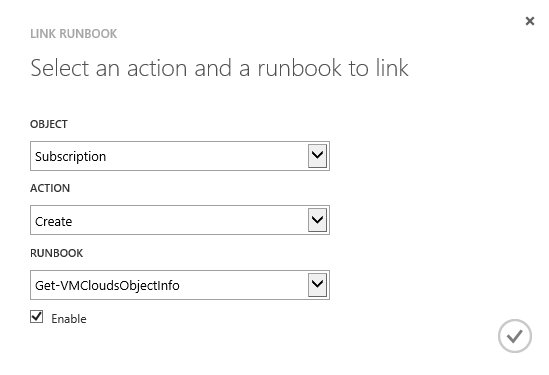 LINK RUNBOOK
Select an action and a runbook to link
OBJECT
Subscription
ACTION
Create
RUNBOOK
Get-VMCloudsObjectInfo
Enable